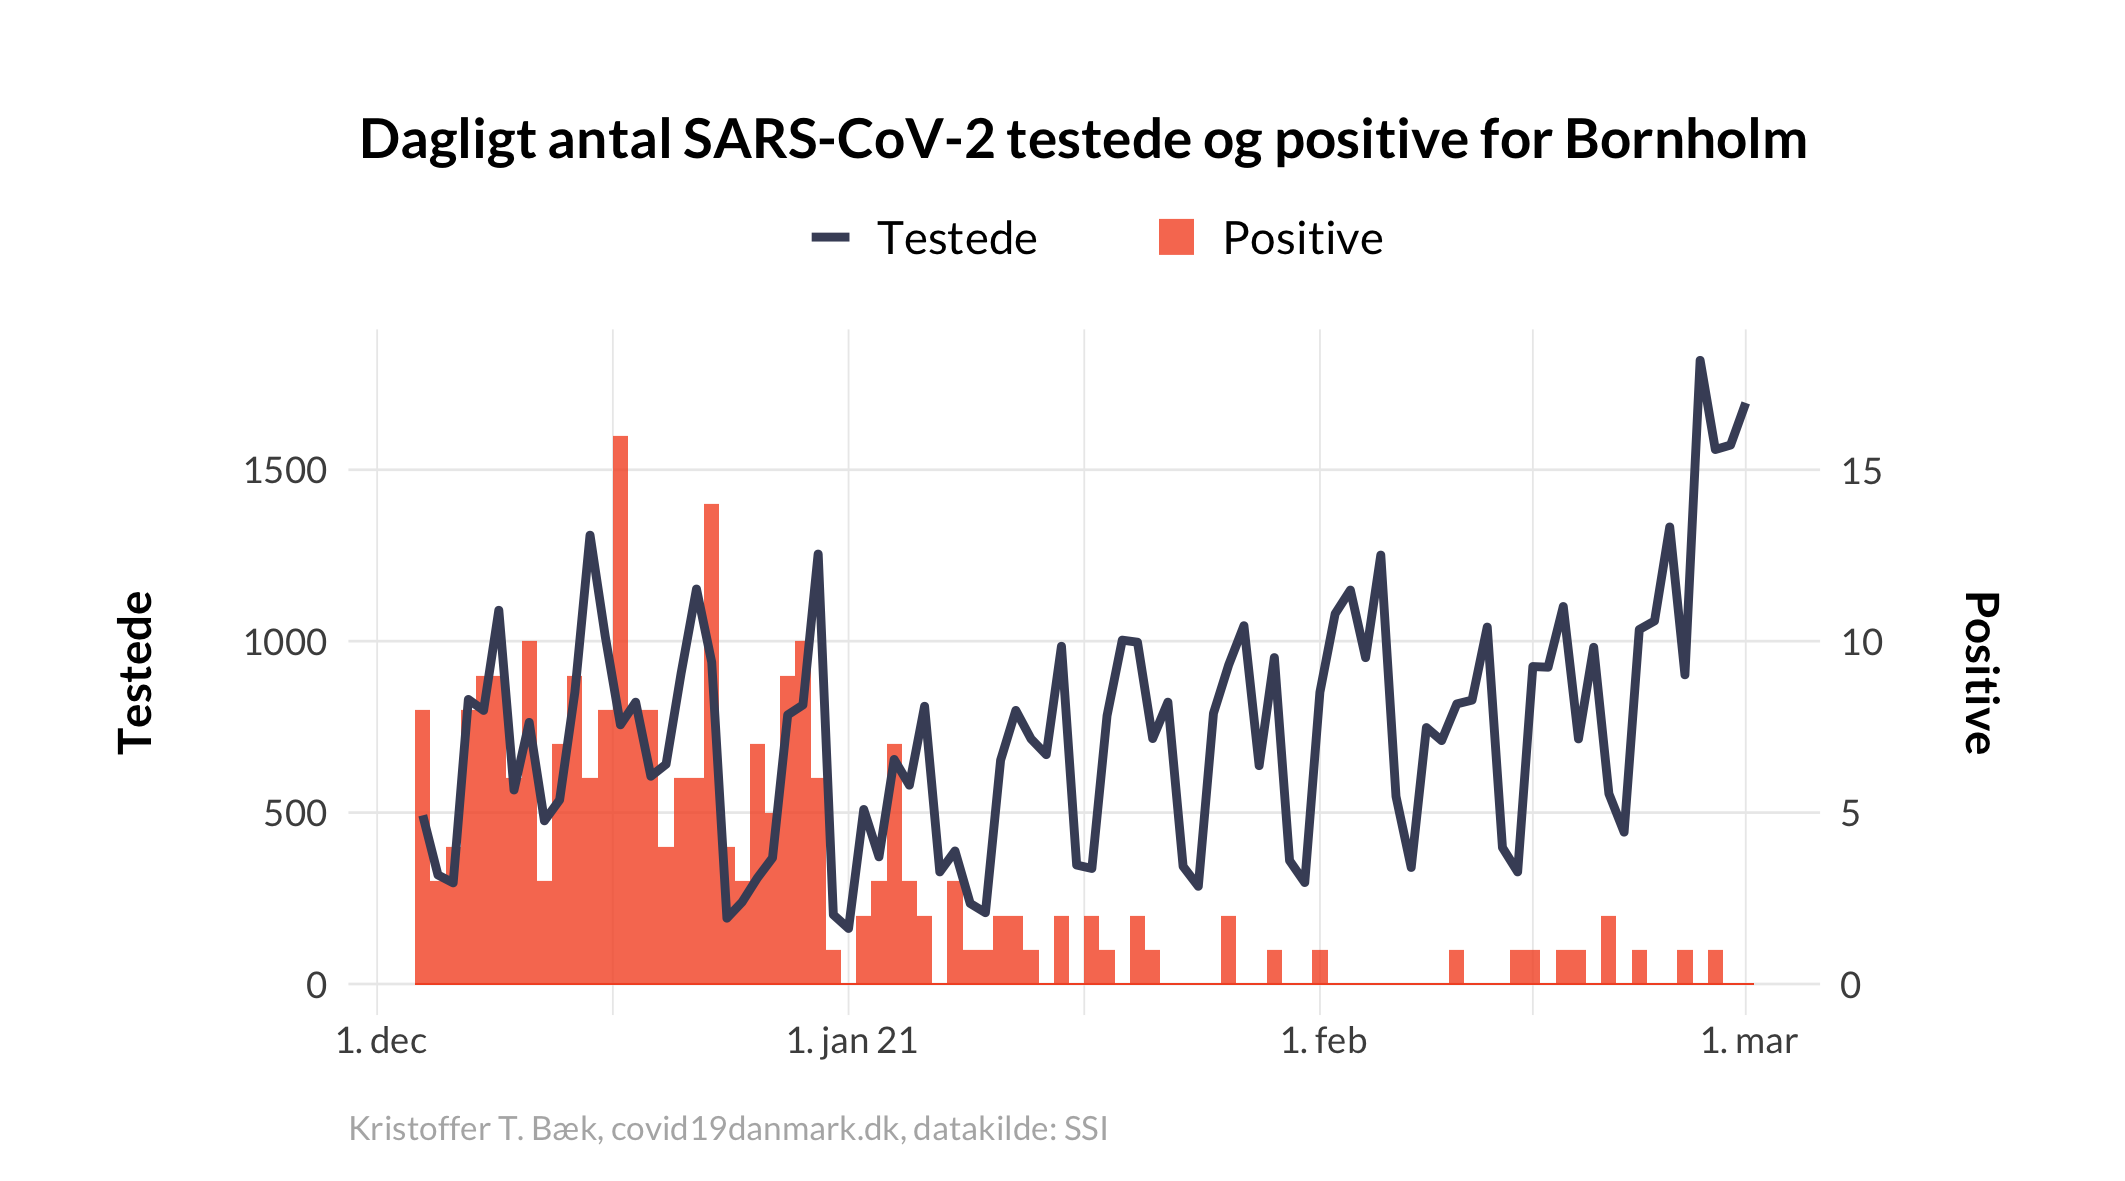 Dagligt antal SARS-CoV-2 testede og positive for Bornholm
Testede
Positive
1500
1000
500
0
Testede
15
10
5
0
Positive
1. dec
1. jan 21
1. feb
1. mar
Kristoffer T. Bæk, covid19danmark.dk, datakilde: SSI